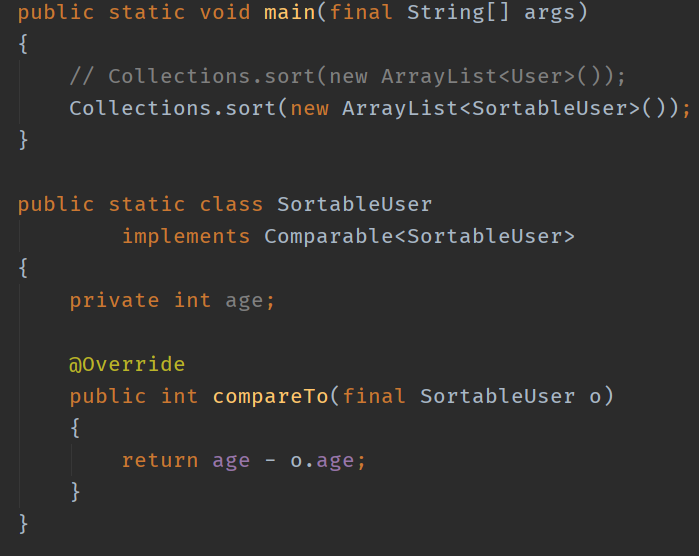 public static void main(final String[] args)
{
// Collections.sort(new ArrayList<User>());
Collections.sort(new ArrayList<SortableUser>());
}
public static class SortableUser
implements Comparable<SortableUser>
{
private int age;
@Override
public int compareTo(final SortableUser o)
{
return age - o.age;
}
}